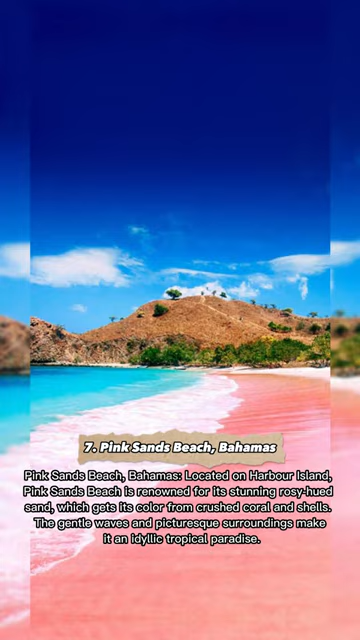 7. Pink Sands Beach, Bahamas
Pink Sands Beach, Bahamas: Located on Harbour Island,
Pink Sands Beach is renowned for its stunning rosy-hued
sand, which gets its color from crushed coral and shells.
The gentle waves and picturesque surroundings make
it an idyllic tropical paradise.